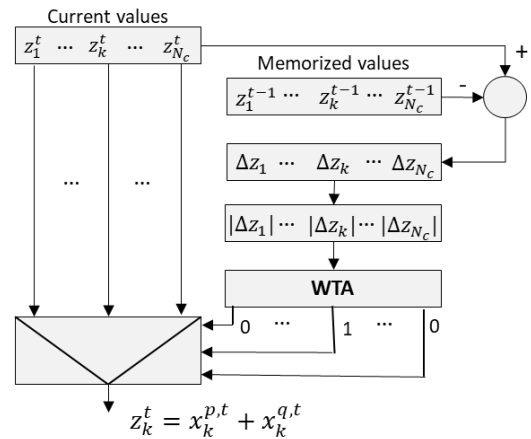 Current values
z_1^t ⋯ z_k^t ⋯ z_{N_c}^t
+
Memorized values
z_1^{t-1} ⋯ z_k^{t-1} ⋯ z_{N_c}^{t-1}
-
Δz_1 ⋯ Δz_k ⋯ Δz_{N_c}
... ...
|Δz_1| ⋯ |Δz_k| ⋯ |Δz_{N_c}|
WTA
0 ⋯ 1 ⋯ 0
z_k^t = x_k^{p,t} + x_k^{q,t}